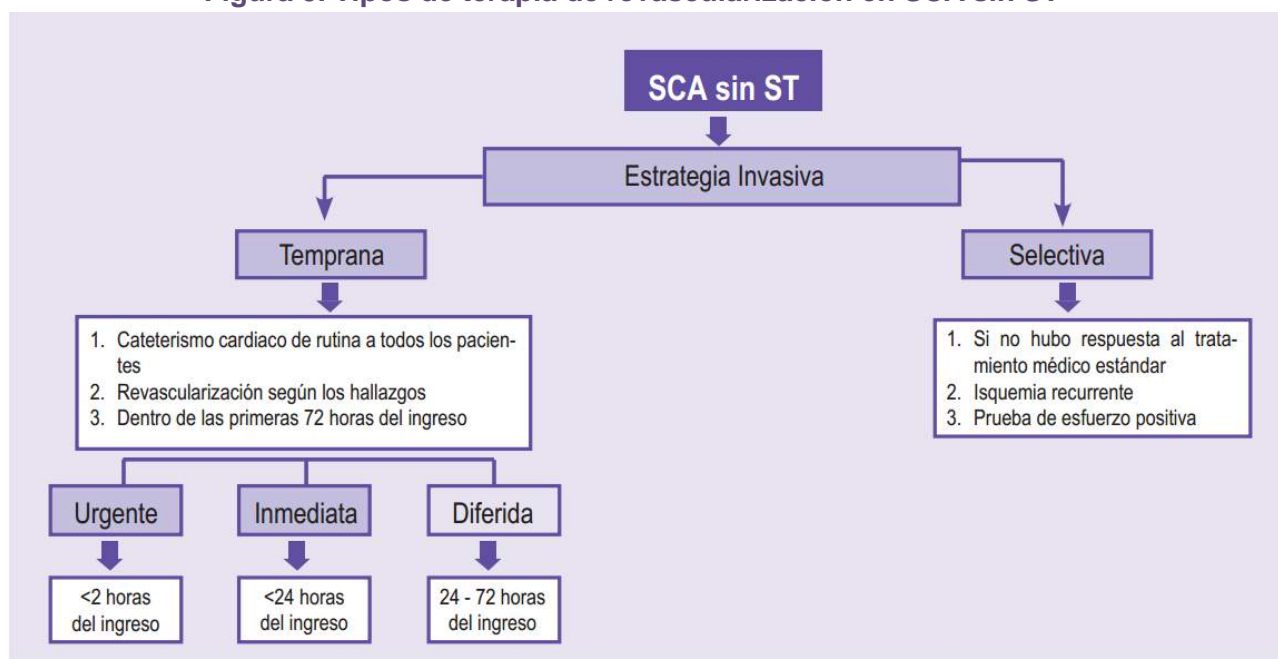 SCA sin ST
Estrategia Invasiva
Temprana
Selectiva
1. Cateterismo cardiaco de rutina a todos los pacien-
tes
2. Revascularización según los hallazgos
3. Dentro de las primeras 72 horas del ingreso
1. Si no hubo respuesta al trata-
miento médico estándar
2. Isquemia recurrente
3. Prueba de esfuerzo positiva
Urgente
Inmediata
Diferida
<2 horas
del ingreso
<24 horas
del ingreso
24 - 72 horas
del ingreso